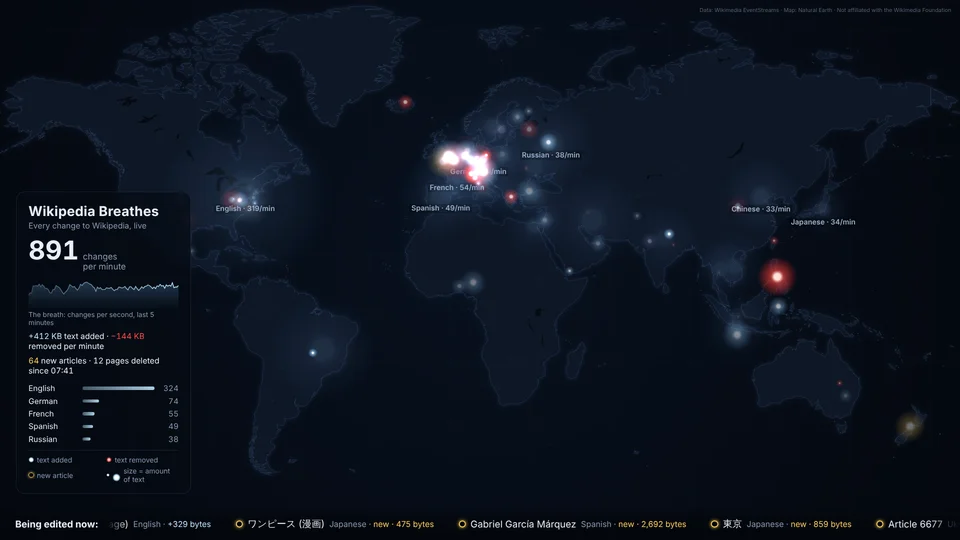 Data: Wikimedia EventStreams · Map: Natural Earth · Not affiliated with the Wikimedia Foundation
Russian · 38/min
French · 54/min
Spanish · 49/min
English · 319/min
Chinese · 33/min
Japanese · 34/min
Wikipedia Breathes
Every change to Wikipedia, live
891 changes
per minute
The breath: changes per second, last 5
minutes
+412 KB text added · −144 KB
removed per minute
64 new articles · 12 pages deleted
since 07:41
English 324
German 74
French 55
Spanish 49
Russian 38
text added
text removed
new article
size = amount
of text
Being edited now: age) English · +329 bytes ワンピース (漫画) Japanese · new · 475 bytes Gabriel García Márquez Spanish · new · 2,692 bytes 東京 Japanese · new · 859 bytes Article 6677